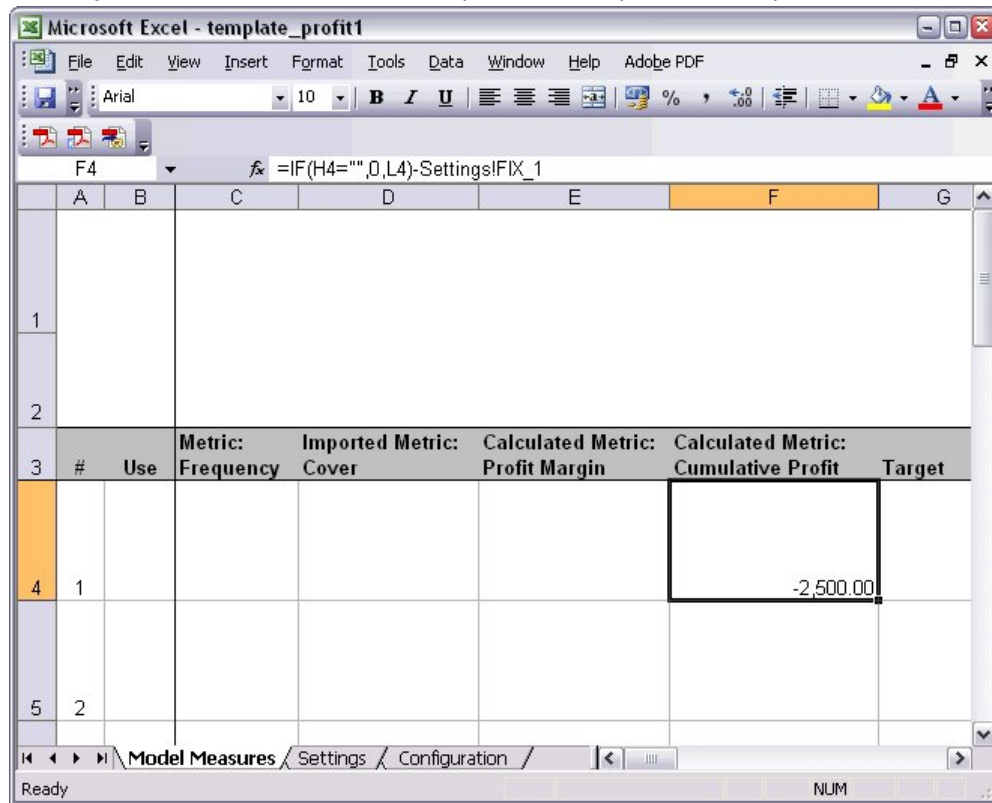 Microsoft Excel - template_profit1
File Edit View Insert Format Tools Data Window Help Adobe PDF
Arial 10 B I U % , .00 A
F4 fx =IF(H4="",0,L4)-Settings!FIX_1
A B C D E F G
1
2
3 # Use Metric: Frequency Imported Metric: Cover Calculated Metric: Profit Margin Calculated Metric: Cumulative Profit Target
4 1 -2,500.00
5 2
Model Measures Settings Configuration
Ready NUM